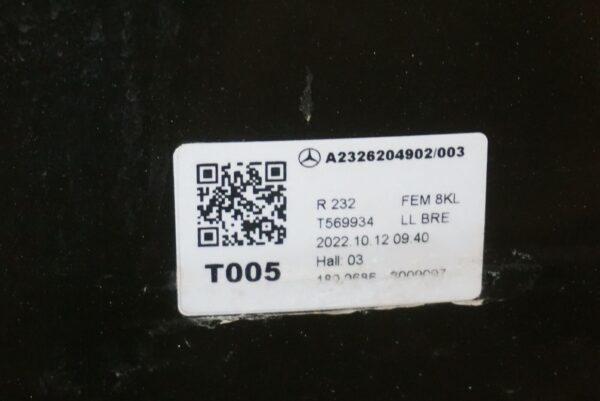 A2326204902/003
R 232 FEM 8KL
T569934 LL BRE
2022.10.12 09:40
Hall: 03
T005